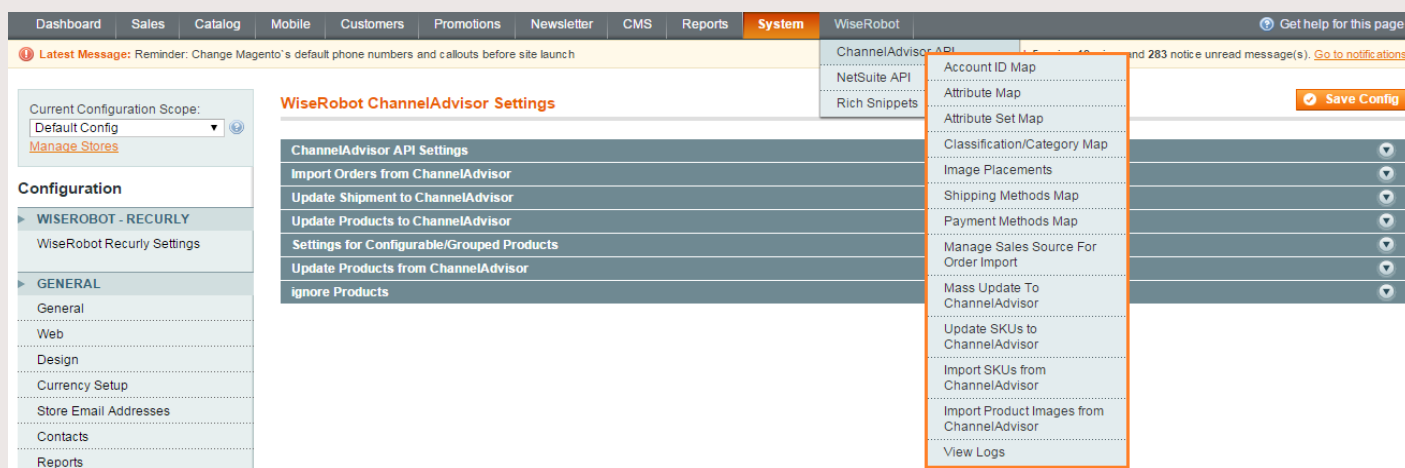 Dashboard Sales Catalog Mobile Customers Promotions Newsletter CMS Reports System WiseRobot Get help for this page
Latest Message: Reminder: Change Magento`s default phone numbers and callouts before site launch
and 283 notice unread message(s). Go to notifications
ChannelAdvisor API
NetSuite API
Rich Snippets
Account ID Map
Attribute Map
Attribute Set Map
Classification/Category Map
Image Placements
Shipping Methods Map
Payment Methods Map
Manage Sales Source For
Order Import
Mass Update To
ChannelAdvisor
Update SKUs to
ChannelAdvisor
Import SKUs from
ChannelAdvisor
Import Product Images from
ChannelAdvisor
View Logs
Current Configuration Scope:
Default Config
Manage Stores
Configuration
WISEROBOT - RECURLY
WiseRobot Recurly Settings
GENERAL
General
Web
Design
Currency Setup
Store Email Addresses
Contacts
Reports
WiseRobot ChannelAdvisor Settings
Save Config
ChannelAdvisor API Settings
Import Orders from ChannelAdvisor
Update Shipment to ChannelAdvisor
Update Products to ChannelAdvisor
Settings for Configurable/Grouped Products
Update Products from ChannelAdvisor
ignore Products